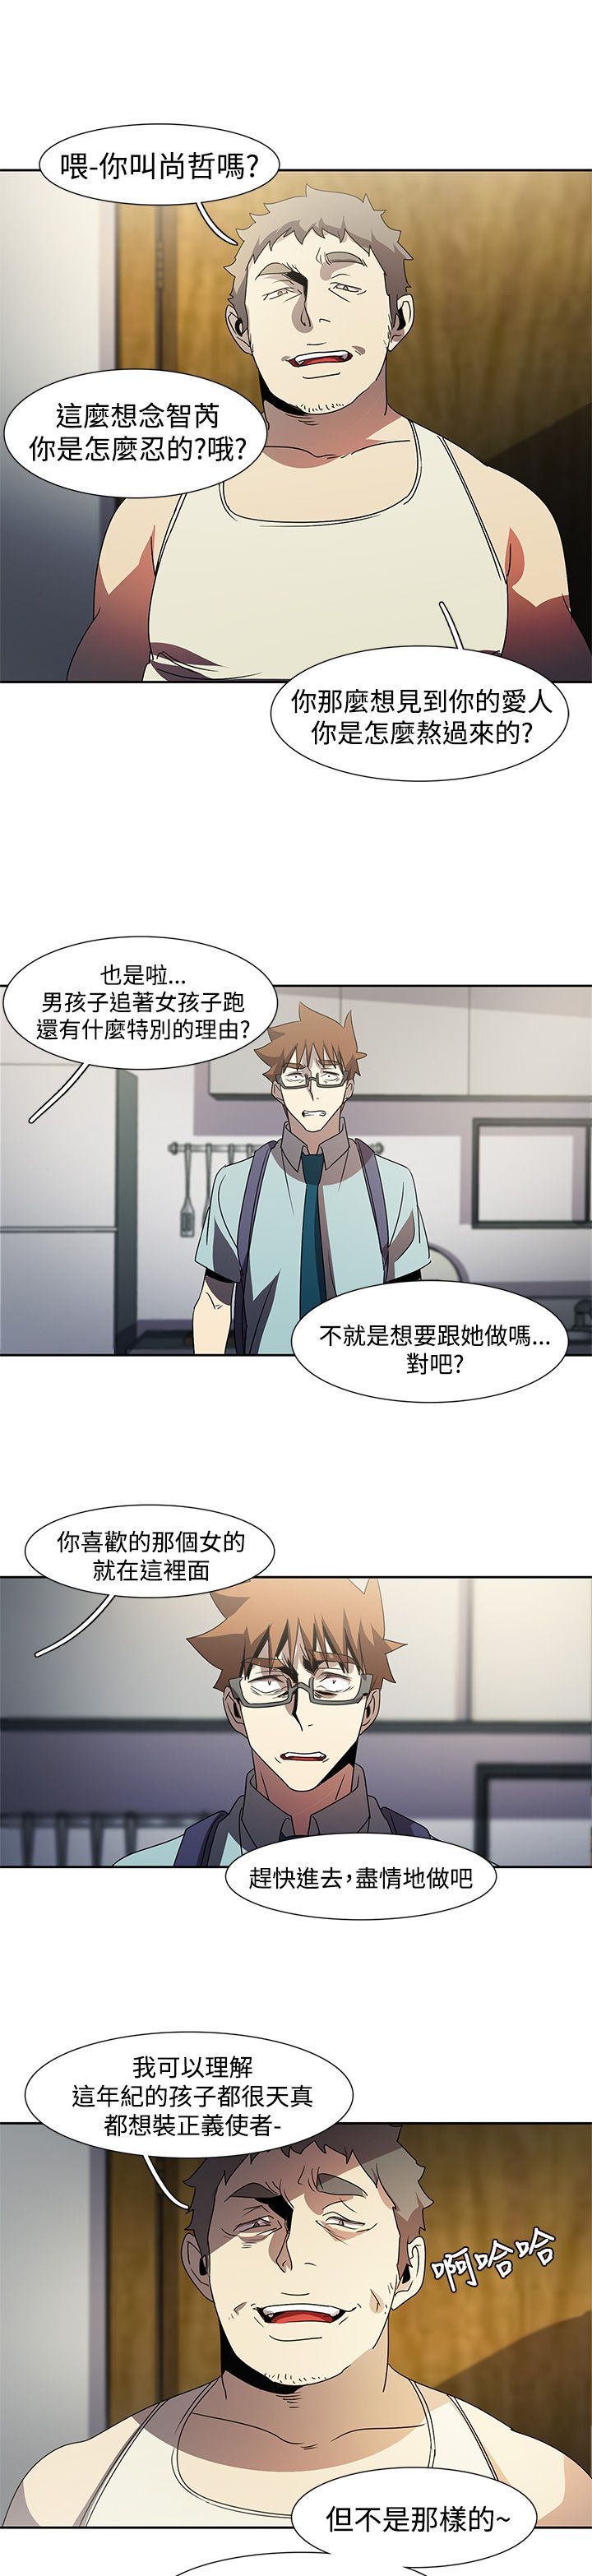 喂-你叫尚哲嗎?
這麼想念智芮
你是怎麼忍的?哦?
你那麼想見到你的愛人
你是怎麼熬過來的?
也是啦...
男孩子追著女孩子跑
還有什麼特別的理由?
不就是想要跟她做嗎...
對吧?
你喜歡的那個女的
就在這裡面
趕快進去,盡情地做吧
我可以理解
這年紀的孩子都很天真
都想裝正義使者-
啊哈哈
但不是那樣的~